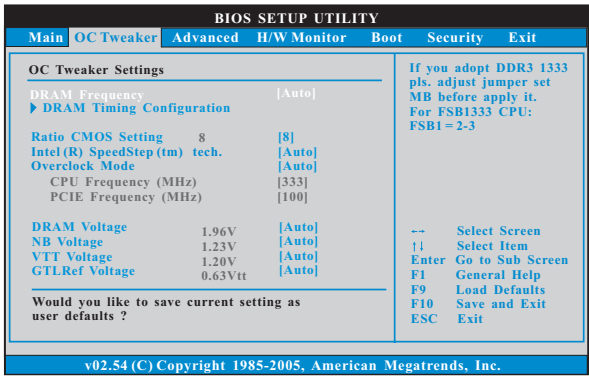 BIOS SETUP UTILITY
Main OC Tweaker Advanced H/W Monitor Boot Security Exit
OC Tweaker Settings
DRAM Frequency [Auto]
DRAM Timing Configuration
Ratio CMOS Setting 8 [8]
Intel (R) SpeedStep (tm) tech. [Auto]
Overclock Mode [Auto]
CPU Frequency (MHz) [333]
PCIE Frequency (MHz) [100]
DRAM Voltage 1.96V [Auto]
NB Voltage 1.23V [Auto]
VTT Voltage 1.20V [Auto]
GTLRef Voltage 0.63Vtt [Auto]
Would you like to save current setting as
user defaults ?
If you adopt DDR3 1333
pls. adjust jumper set
MB before apply it.
For FSB1333 CPU:
FSB1 = 2-3
←→ Select Screen
↑↓ Select Item
Enter Go to Sub Screen
F1 General Help
F9 Load Defaults
F10 Save and Exit
ESC Exit
v02.54 (C) Copyright 1985-2005, American Megatrends, Inc.